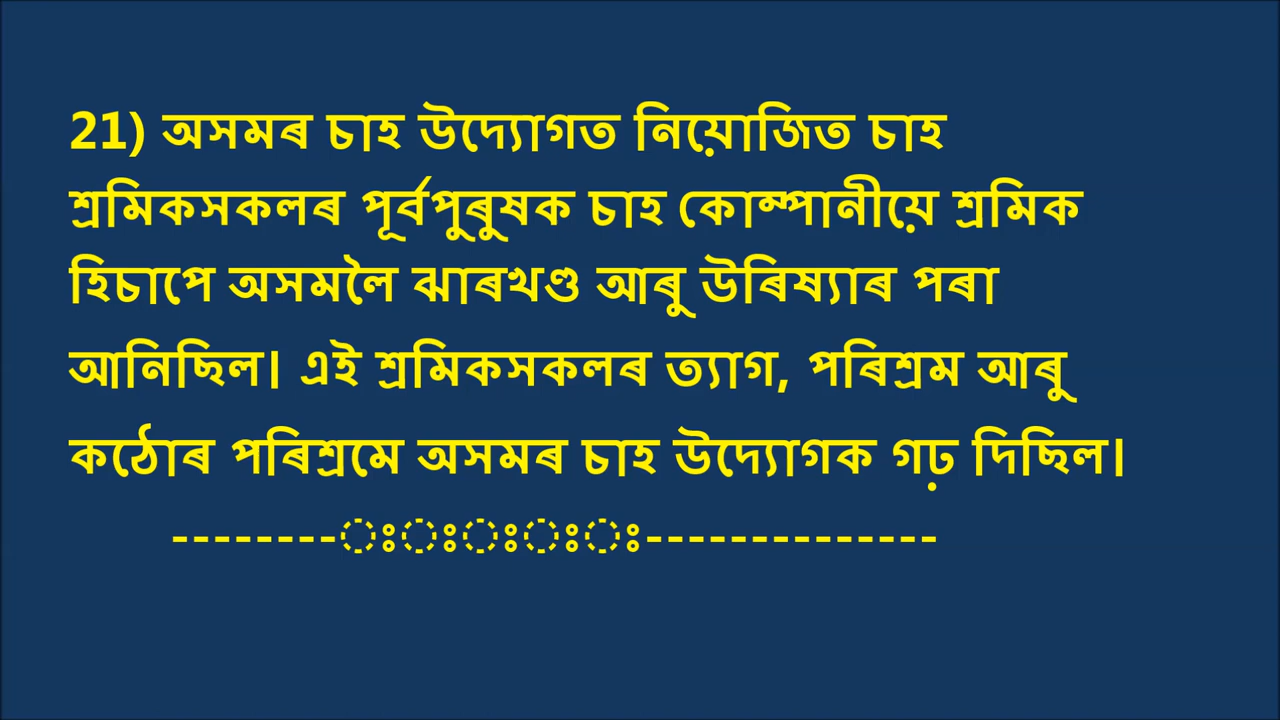 21) অসমৰ চাহ উদ্যোগত নিয়োজিত চাহ
শ্ৰমিকসকলৰ পূৰ্বপুৰুষক চাহ কোম্পানীয়ে শ্ৰমিক
হিচাপে অসমলৈ ঝাৰখণ্ড আৰু উৰিষ্যাৰ পৰা
আনিছিল। এই শ্ৰমিকসকলৰ ত্যাগ, পৰিশ্ৰম আৰু
কঠোৰ পৰিশ্ৰমে অসমৰ চাহ উদ্যোগক গঢ় দিছিল।
--------ঃঃঃঃঃ--------------